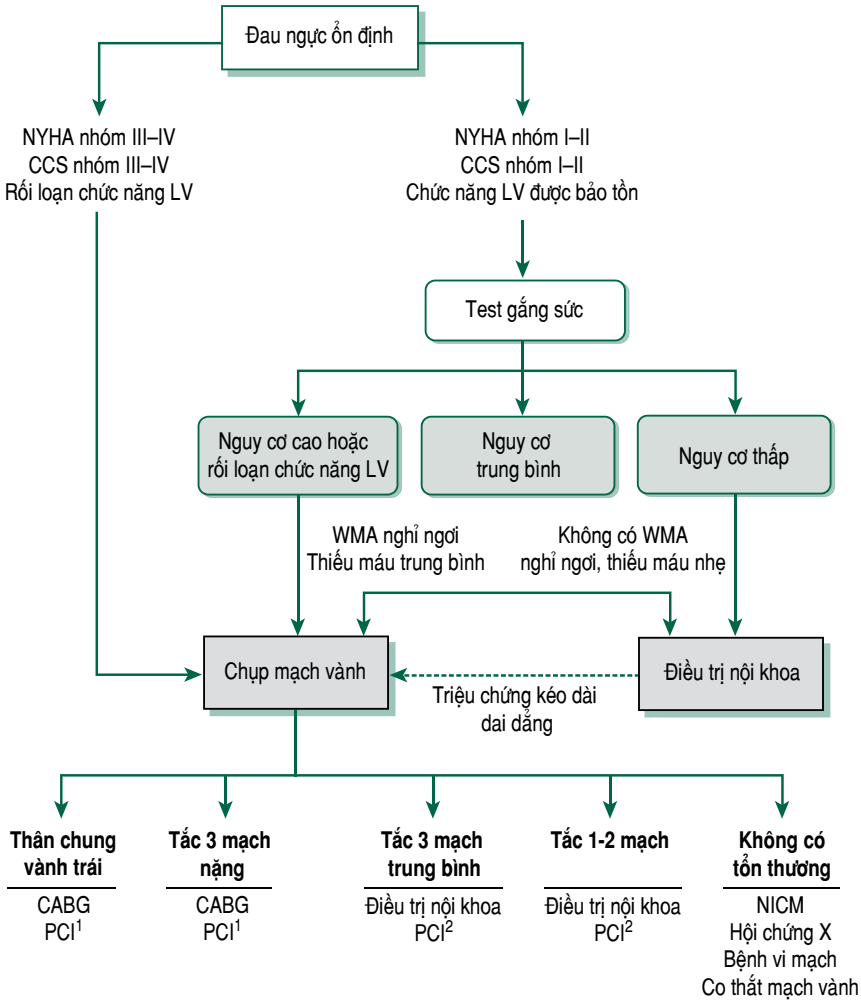 Đau ngực ổn định
NYHA nhóm III–IV
CCS nhóm III–IV
Rối loạn chức năng LV
NYHA nhóm I–II
CCS nhóm I–II
Chức năng LV được bảo tồn
Test gắng sức
Nguy cơ cao hoặc
rối loạn chức năng LV
Nguy cơ
trung bình
Nguy cơ thấp
WMA nghỉ ngơi
Thiếu máu trung bình
Không có WMA
nghỉ ngơi, thiếu máu nhẹ
Chụp mạch vành
Điều trị nội khoa
Triệu chứng kéo dài
dai dẳng
Thân chung
vành trái
CABG
PCI¹
Tắc 3 mạch
nặng
CABG
PCI¹
Tắc 3 mạch
trung bình
Điều trị nội khoa
PCI²
Tắc 1-2 mạch
Điều trị nội khoa
PCI²
Không có
tổn thương
NICM
Hội chứng X
Bệnh vi mạch
Co thắt mạch vành